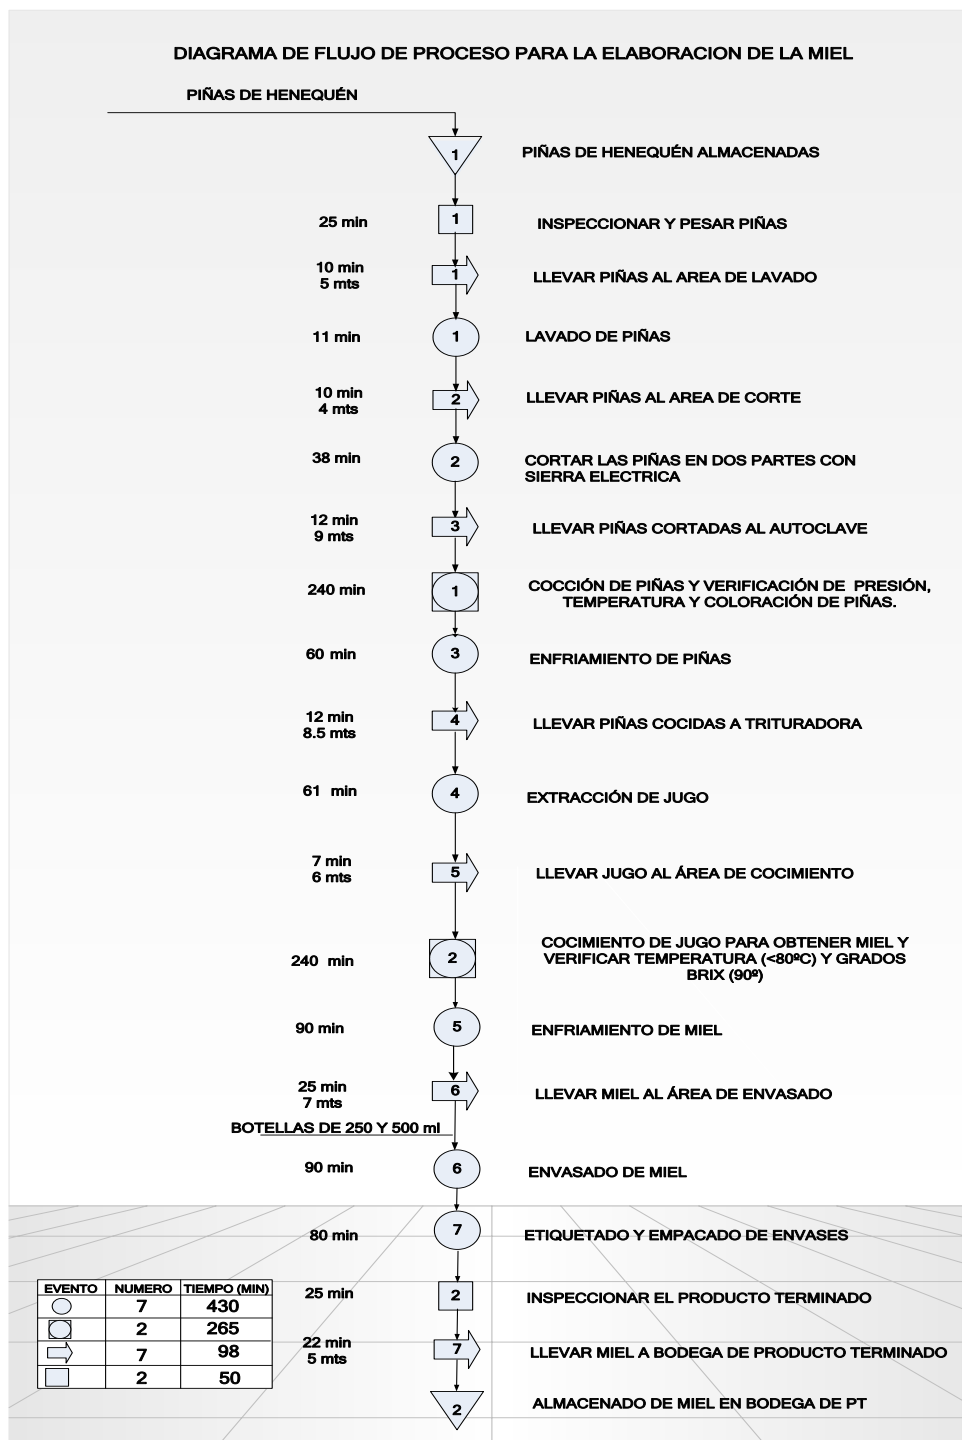 DIAGRAMA DE FLUJO DE PROCESO PARA LA ELABORACION DE LA MIEL
PIÑAS DE HENEQUÉN
1
PIÑAS DE HENEQUÉN ALMACENADAS
25 min
1
INSPECCIONAR Y PESAR PIÑAS
10 min
5 mts
1
LLEVAR PIÑAS AL AREA DE LAVADO
11 min
1
LAVADO DE PIÑAS
10 min
4 mts
2
LLEVAR PIÑAS AL AREA DE CORTE
38 min
2
CORTAR LAS PIÑAS EN DOS PARTES CON
SIERRA ELECTRICA
12 min
9 mts
3
LLEVAR PIÑAS CORTADAS AL AUTOCLAVE
240 min
1
COCCIÓN DE PIÑAS Y VERIFICACIÓN DE PRESIÓN,
TEMPERATURA Y COLORACIÓN DE PIÑAS.
60 min
3
ENFRIAMIENTO DE PIÑAS
12 min
8.5 mts
4
LLEVAR PIÑAS COCIDAS A TRITURADORA
61 min
4
EXTRACCIÓN DE JUGO
7 min
6 mts
5
LLEVAR JUGO AL ÁREA DE COCIMIENTO
240 min
2
COCIMIENTO DE JUGO PARA OBTENER MIEL Y
VERIFICAR TEMPERATURA (<80ºC) Y GRADOS
BRIX (90º)
90 min
5
ENFRIAMIENTO DE MIEL
25 min
7 mts
6
LLEVAR MIEL AL ÁREA DE ENVASADO
BOTELLAS DE 250 Y 500 ml
90 min
6
ENVASADO DE MIEL
80 min
7
ETIQUETADO Y EMPACADO DE ENVASES
25 min
2
INSPECCIONAR EL PRODUCTO TERMINADO
22 min
5 mts
7
LLEVAR MIEL A BODEGA DE PRODUCTO TERMINADO
2
ALMACENADO DE MIEL EN BODEGA DE PT
EVENTO NUMERO TIEMPO (MIN)
7 430
2 265
7 98
2 50